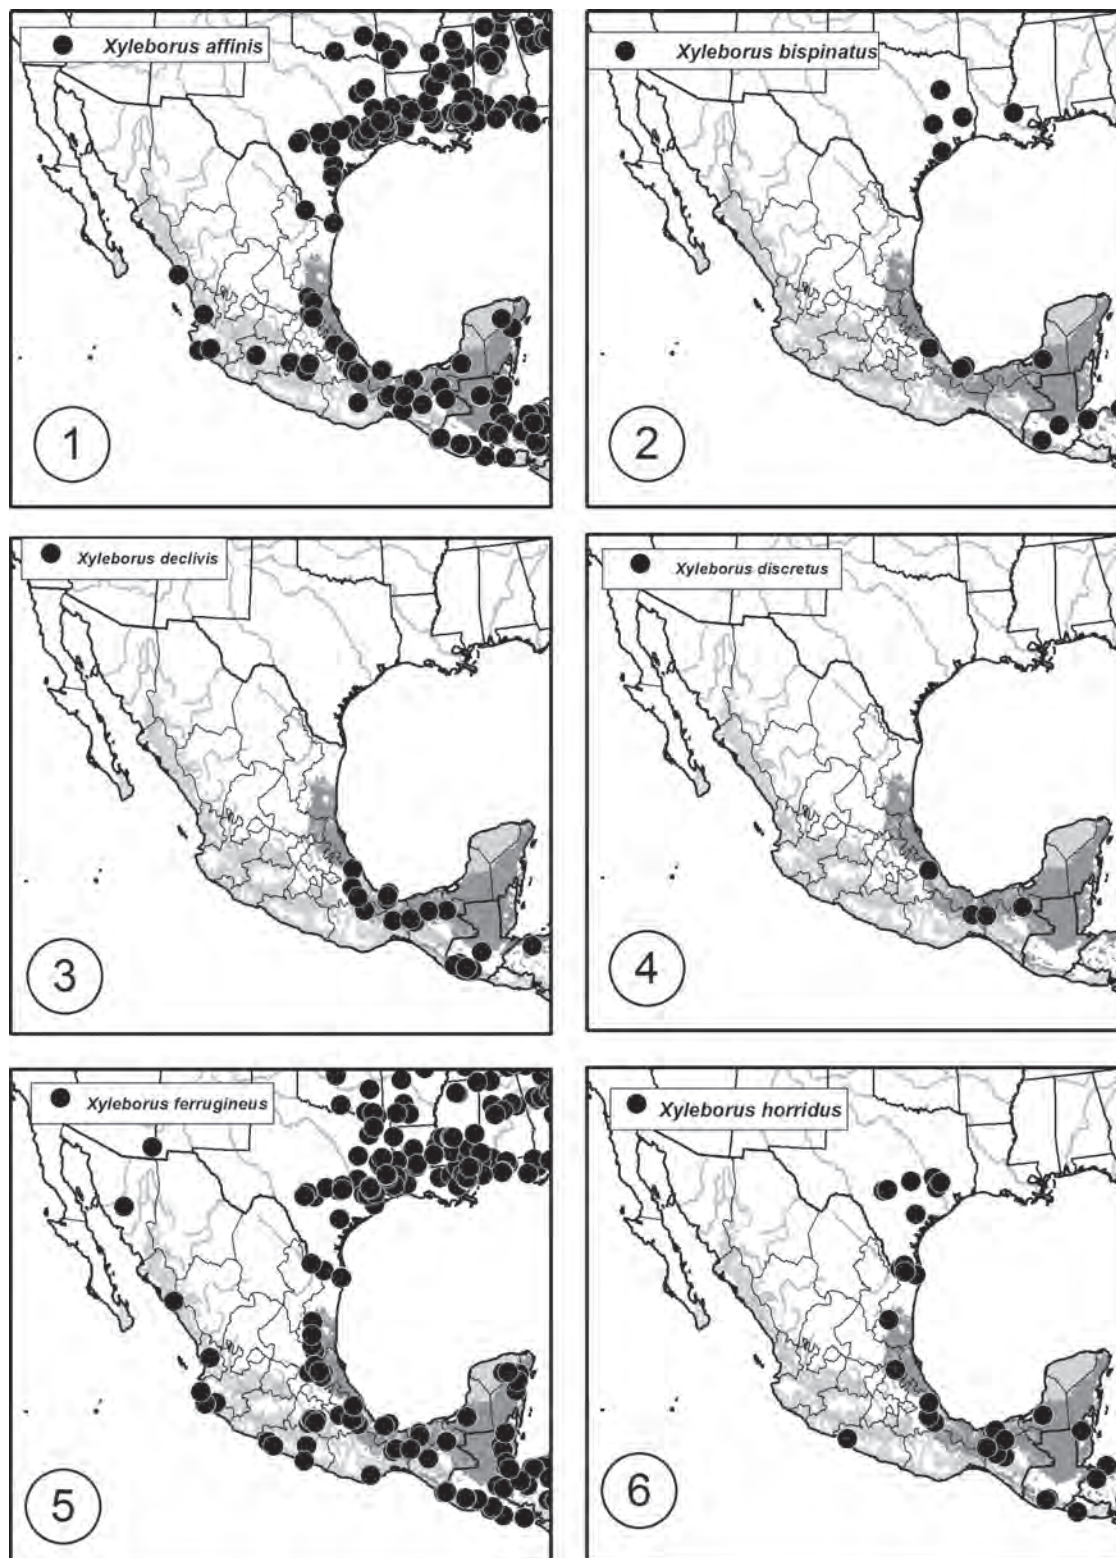 Xyleborus affinis
1
Xyleborus bispinatus
2
Xyleborus declivis
3
Xyleborus discretus
4
Xyleborus ferrugineus
5
Xyleborus horridus
6